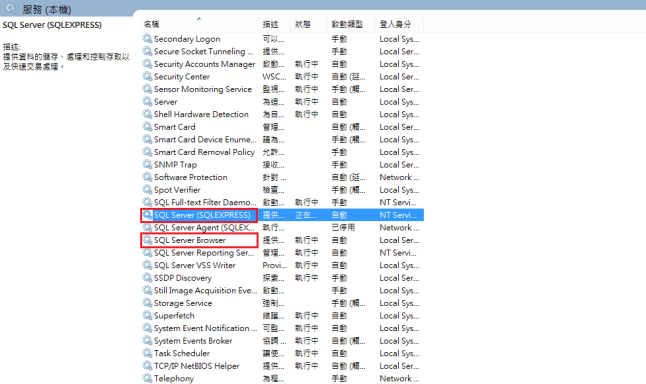 服務 (本機)
SQL Server (SQLEXPRESS)
描述:
提供資料的儲存、處理和控制存取以
及快速交易處理。
名稱 描述 狀態 啟動類型 登入身分
Secondary Logon 可以... 手動 Local Sys...
Secure Socket Tunneling ... 提供... 手動 Local Ser...
Security Accounts Manager 啟動... 執行中 自動 Local Sys...
Security Center WSC... 執行中 自動 (延... Local Ser...
Sensor Monitoring Service 監視... 執行中 手動 (觸... Local Ser...
Server 為這... 執行中 自動 Local Sys...
Shell Hardware Detection 為自... 執行中 自動 Local Sys...
Smart Card 管理... 自動 (觸... Local Ser...
Smart Card Device Enume... 請為... 手動 (觸... Local Sys...
Smart Card Removal Policy 允許... 手動 Local Sys...
SNMP Trap 接收... 手動 Local Ser...
Software Protection 針對 ... 自動 (延... Network ...
Spot Verifier 檢查... 手動 (觸... Local Sys...
SQL Full-text Filter Daemo... 啟動... 執行中 手動 NT Servi...
SQL Server (SQLEXPRESS) 提供... 正在... 自動 NT Servi...
SQL Server Agent (SQLEX... 執行... 已停用 Network ...
SQL Server Browser 提供... 執行中 自動 Local Ser...
SQL Server Reporting Ser... 管理... 執行中 自動 NT Servi...
SQL Server VSS Writer Provi... 執行中 自動 Local Sys...
SSDP Discovery 探索... 執行中 手動 Local Ser...
Still Image Acquisition Eve... 啟動... 手動 Local Sys...
Storage Service 強制... 手動 (觸... Local Sys...
Superfetch 維護... 執行中 自動 Local Sys...
System Event Notification ... 可監... 執行中 自動 Local Sys...
System Events Broker 協調 ... 執行中 自動 (觸... Local Sys...
Task Scheduler 讓使... 執行中 自動 Local Sys...
TCP/IP NetBIOS Helper 提供... 執行中 自動 (觸... Local Ser...
Telephony 為程... 手動 Network ...